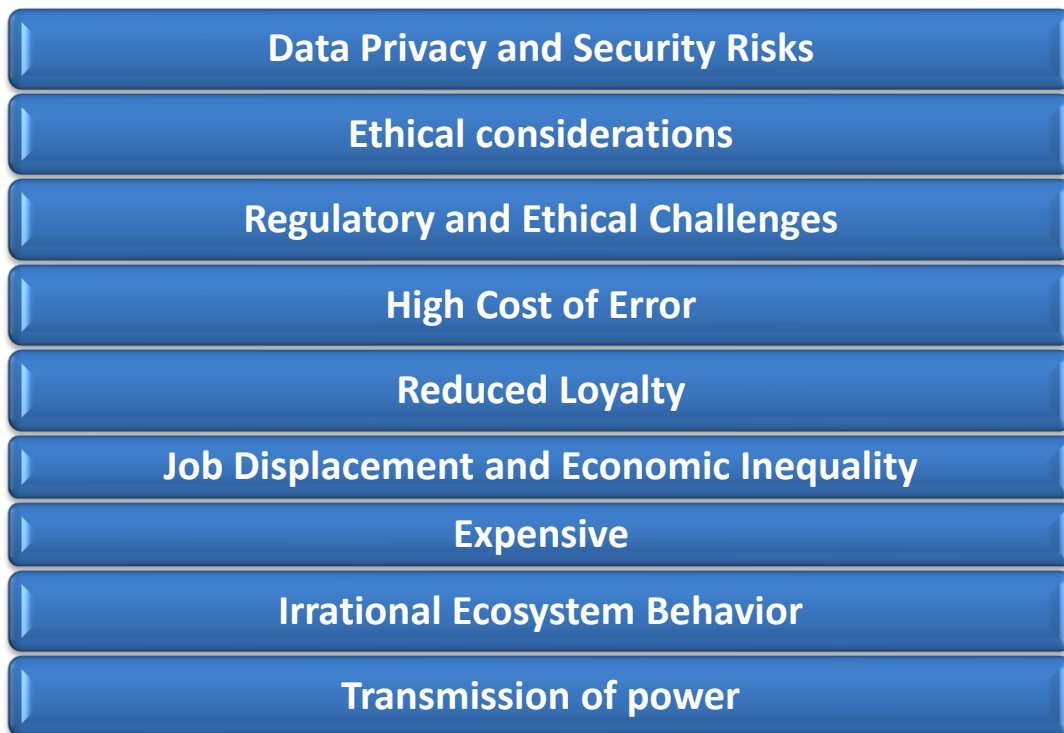 Data Privacy and Security Risks
Ethical considerations
Regulatory and Ethical Challenges
High Cost of Error
Reduced Loyalty
Job Displacement and Economic Inequality
Expensive
Irrational Ecosystem Behavior
Transmission of power